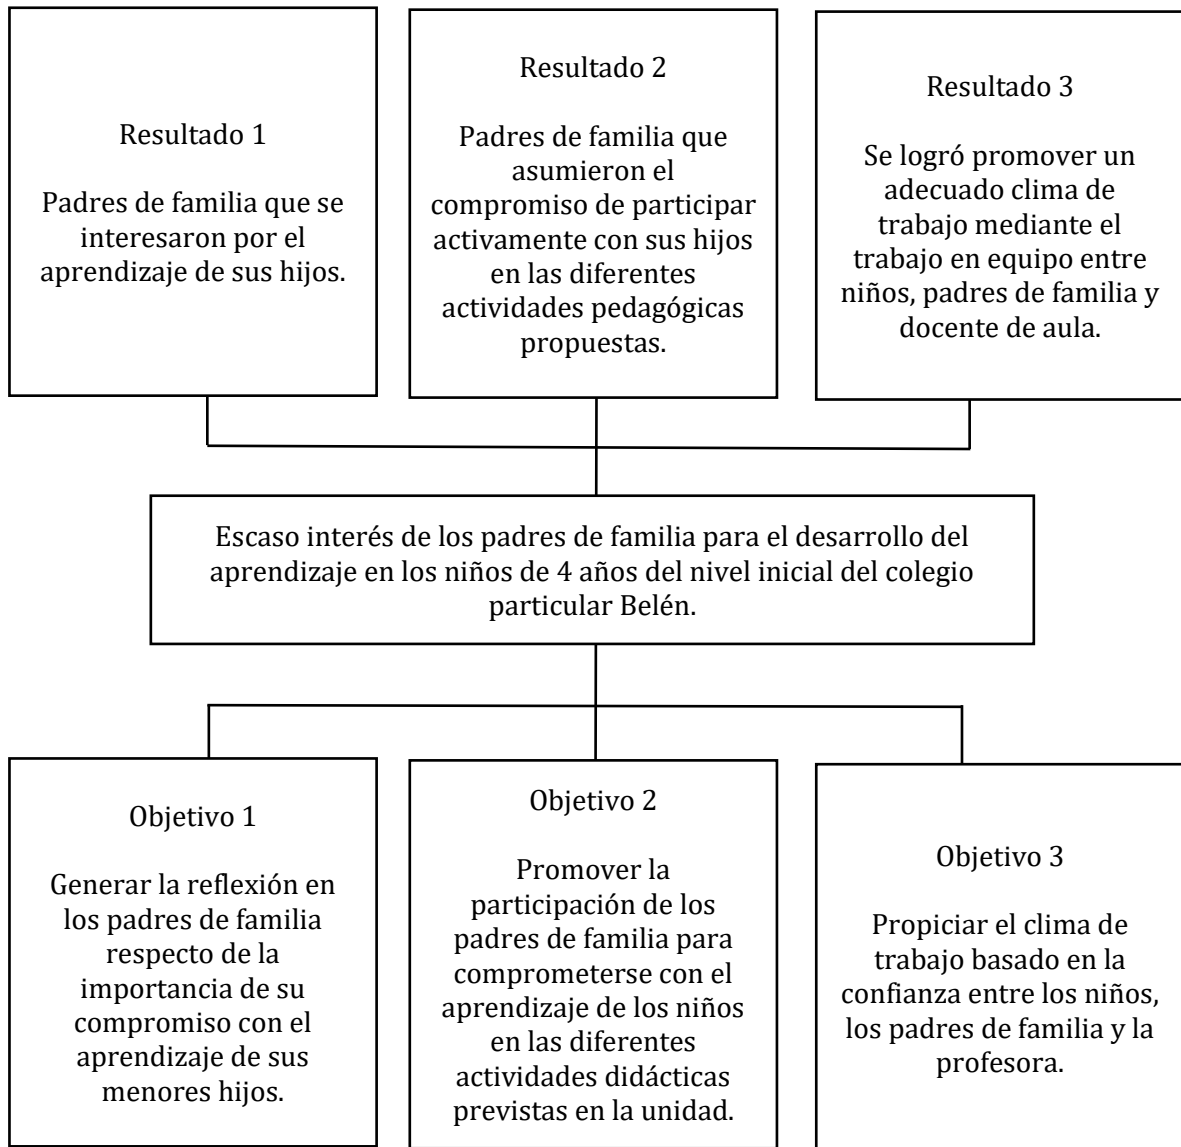 Resultado 1
Padres de familia que se
interesaron por el
aprendizaje de sus hijos.
Resultado 2
Padres de familia que
asumieron el
compromiso de participar
activamente con sus hijos
en las diferentes
actividades pedagógicas
propuestas.
Resultado 3
Se logró promover un
adecuado clima de
trabajo mediante el
trabajo en equipo entre
niños, padres de familia y
docente de aula.
Escaso interés de los padres de familia para el desarrollo del
aprendizaje en los niños de 4 años del nivel inicial del colegio
particular Belén.
Objetivo 1
Generar la reflexión en
los padres de familia
respecto de la
importancia de su
compromiso con el
aprendizaje de sus
menores hijos.
Objetivo 2
Promover la
participación de los
padres de familia para
comprometerse con el
aprendizaje de los niños
en las diferentes
actividades didácticas
previstas en la unidad.
Objetivo 3
Propiciar el clima de
trabajo basado en la
confianza entre los niños,
los padres de familia y la
profesora.